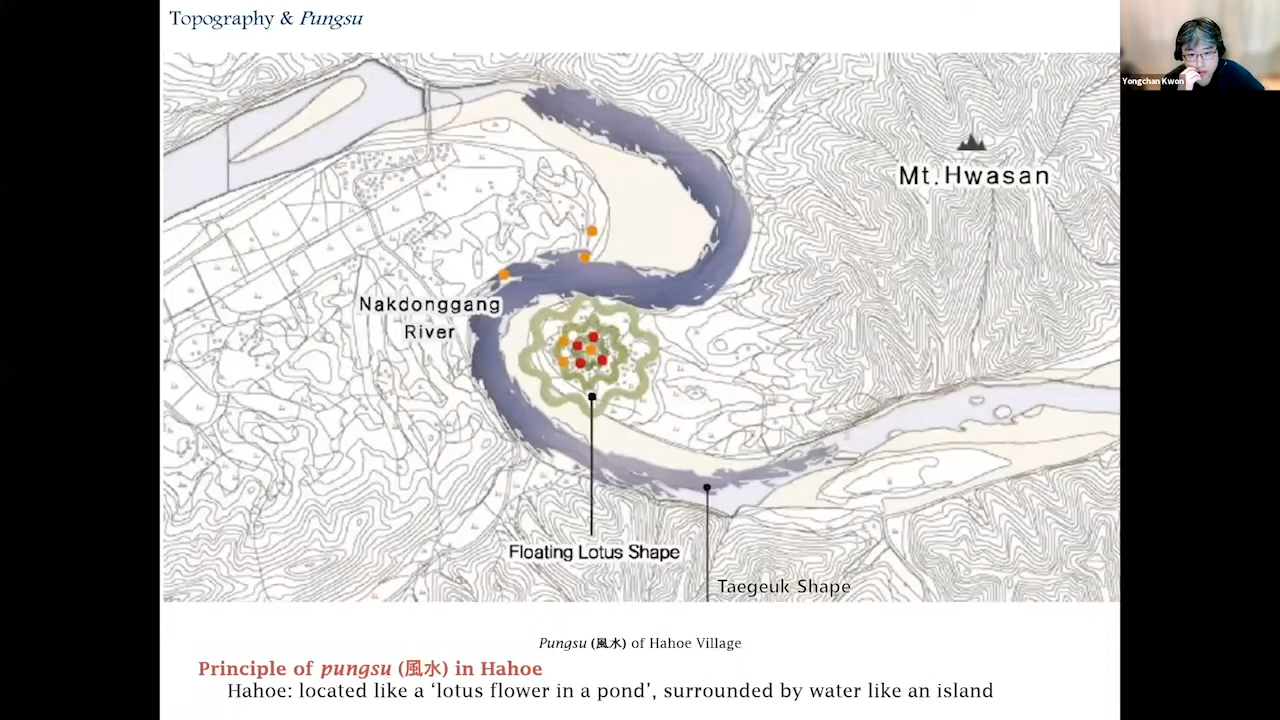 Topography & Pungsu
Yongchan Kwon
Mt. Hwasan
Nakdonggang
River
Floating Lotus Shape
Taegeuk Shape
Pungsu (風水) of Hahoe Village
Principle of pungsu (風水) in Hahoe
Hahoe: located like a ‘lotus flower in a pond’, surrounded by water like an island